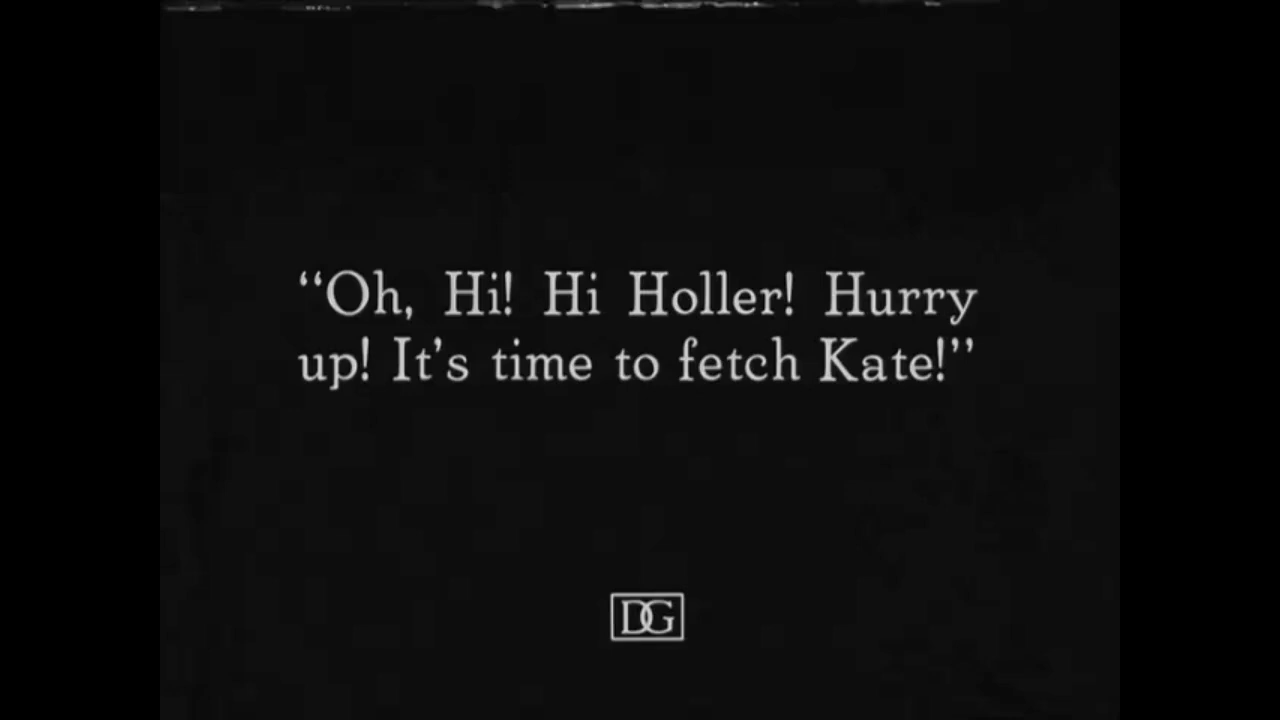 “Oh, Hi! Hi Holler! Hurry
up! It’s time to fetch Kate!”
DG